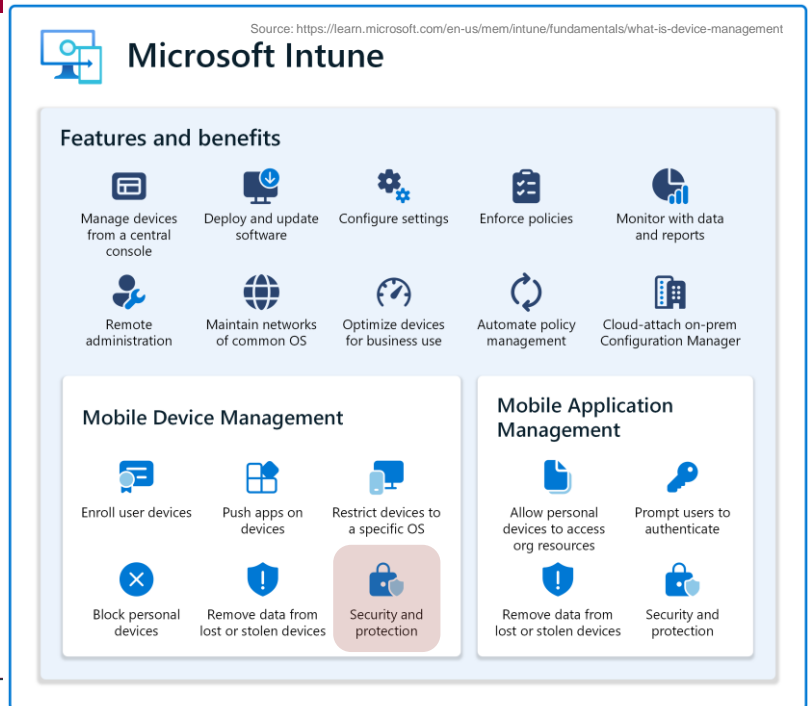 Source: https://learn.microsoft.com/en-us/mem/intune/fundamentals/what-is-device-management
Microsoft Intune
Features and benefits
Manage devices
from a central
console
Deploy and update
software
Configure settings
Enforce policies
Monitor with data
and reports
Remote
administration
Maintain networks
of common OS
Optimize devices
for business use
Automate policy
management
Cloud-attach on-prem
Configuration Manager
Mobile Device Management
Enroll user devices
Push apps on
devices
Restrict devices to
a specific OS
Block personal
devices
Remove data from
lost or stolen devices
Security and
protection
Mobile Application
Management
Allow personal
devices to access
org resources
Prompt users to
authenticate
Remove data from
lost or stolen devices
Security and
protection